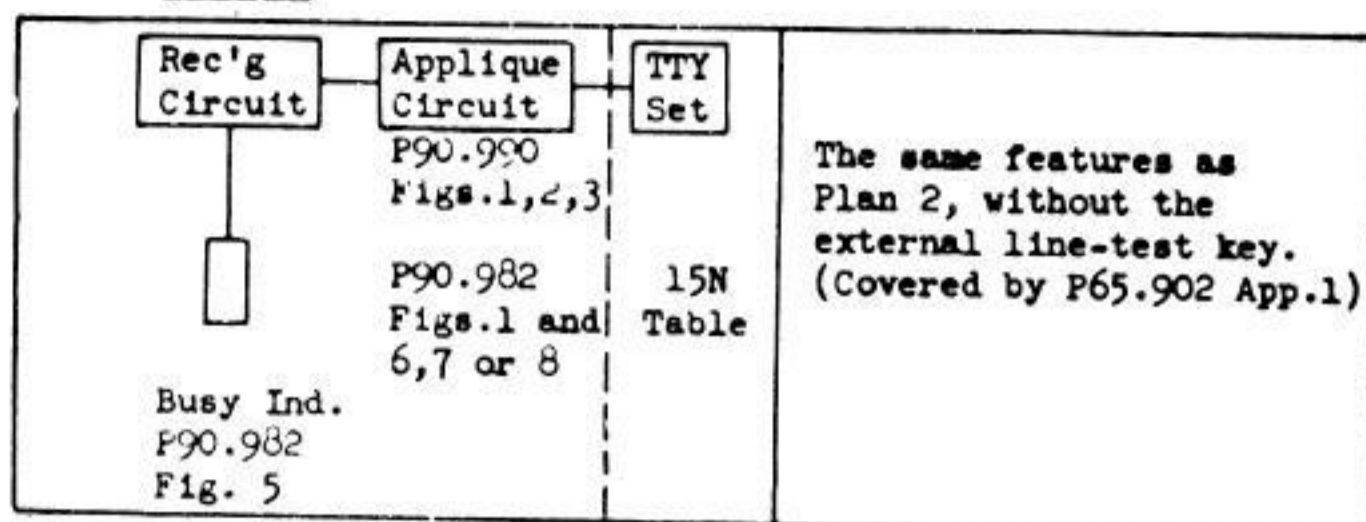 Rec'g
Circuit
Applique
Circuit
TTY
Set
P90.990
Figs.1,2,3
P90.982
Figs.1 and
6,7 or 8
15N
Table
Busy Ind.
P90.982
Fig. 5
The same features as
Plan 2, without the
external line-test key.
(Covered by P65.902 App.1)